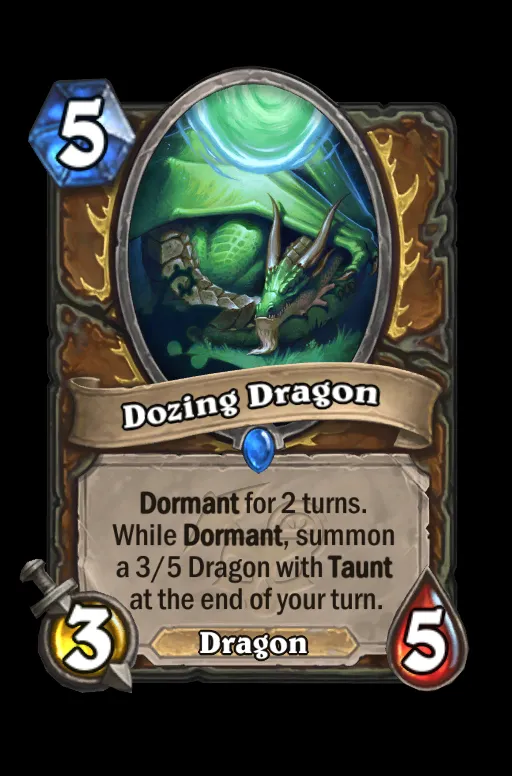 5
Dozing Dragon
Dormant for 2 turns.
While Dormant, summon
a 3/5 Dragon with Taunt
at the end of your turn.
3
Dragon
5